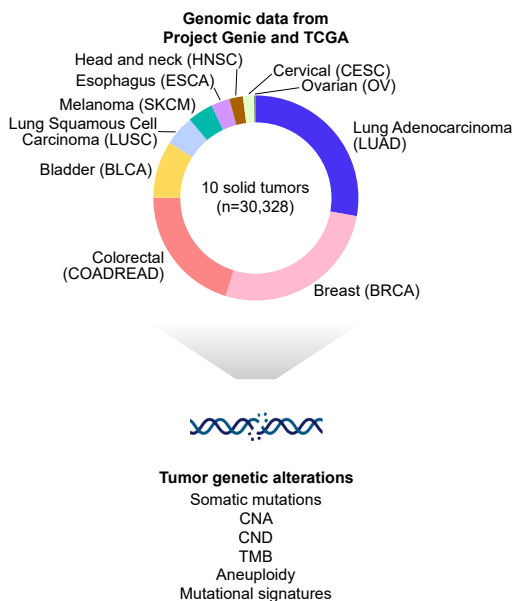 Genomic data from
Project Genie and TCGA
Head and neck (HNSC)
Cervical (CESC)
Esophagus (ESCA)
Ovarian (OV)
Melanoma (SKCM)
Lung Squamous Cell
Carcinoma (LUSC)
Lung Adenocarcinoma
(LUAD)
Bladder (BLCA)
10 solid tumors
(n=30,328)
Colorectal
(COADREAD)
Breast (BRCA)
Tumor genetic alterations
Somatic mutations
CNA
CND
TMB
Aneuploidy
Mutational signatures